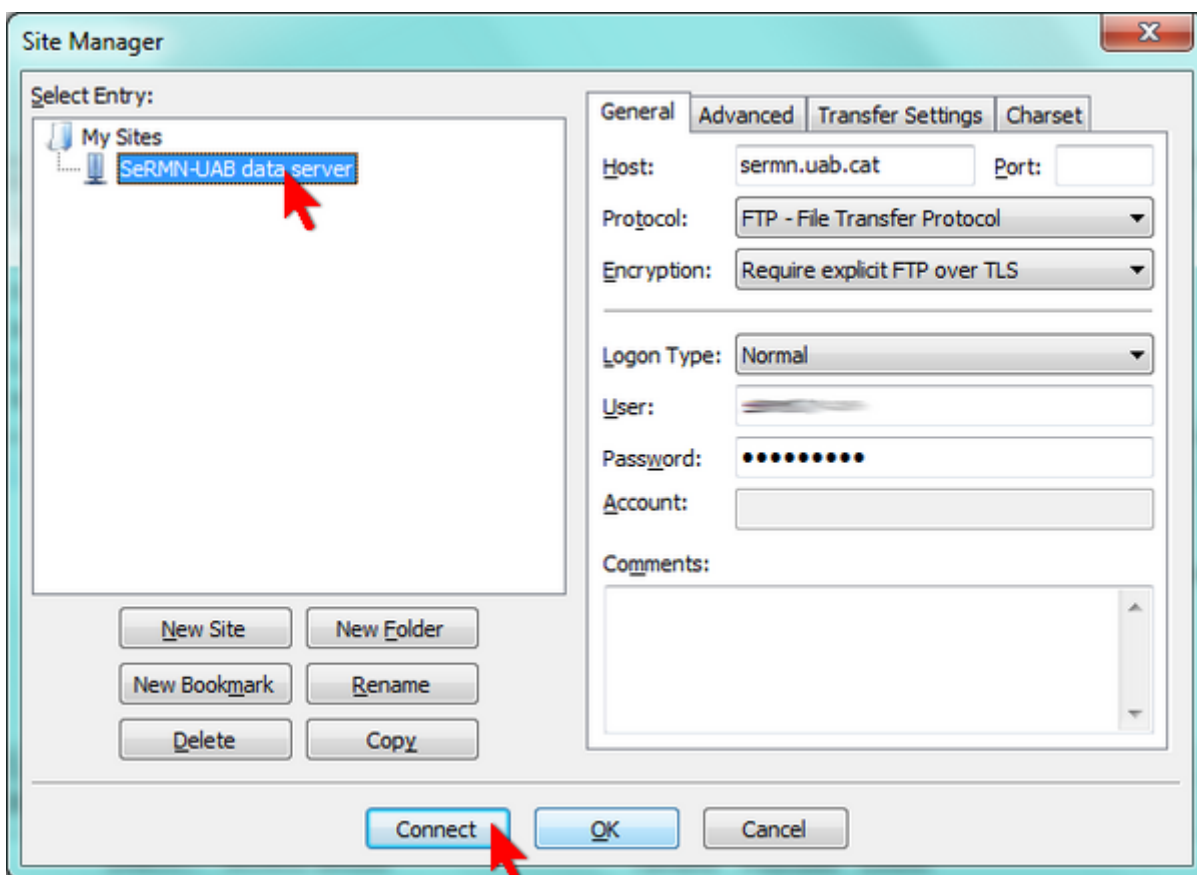 Site Manager
Select Entry:
My Sites
SeRMN-UAB data server
New Site New Folder
New Bookmark Rename
Delete Copy
General Advanced Transfer Settings Charset
Host: sermn.uab.cat Port:
Protocol: FTP - File Transfer Protocol
Encryption: Require explicit FTP over TLS
Logon Type: Normal
User:
Password: •••••••••
Account:
Comments:
Connect OK Cancel